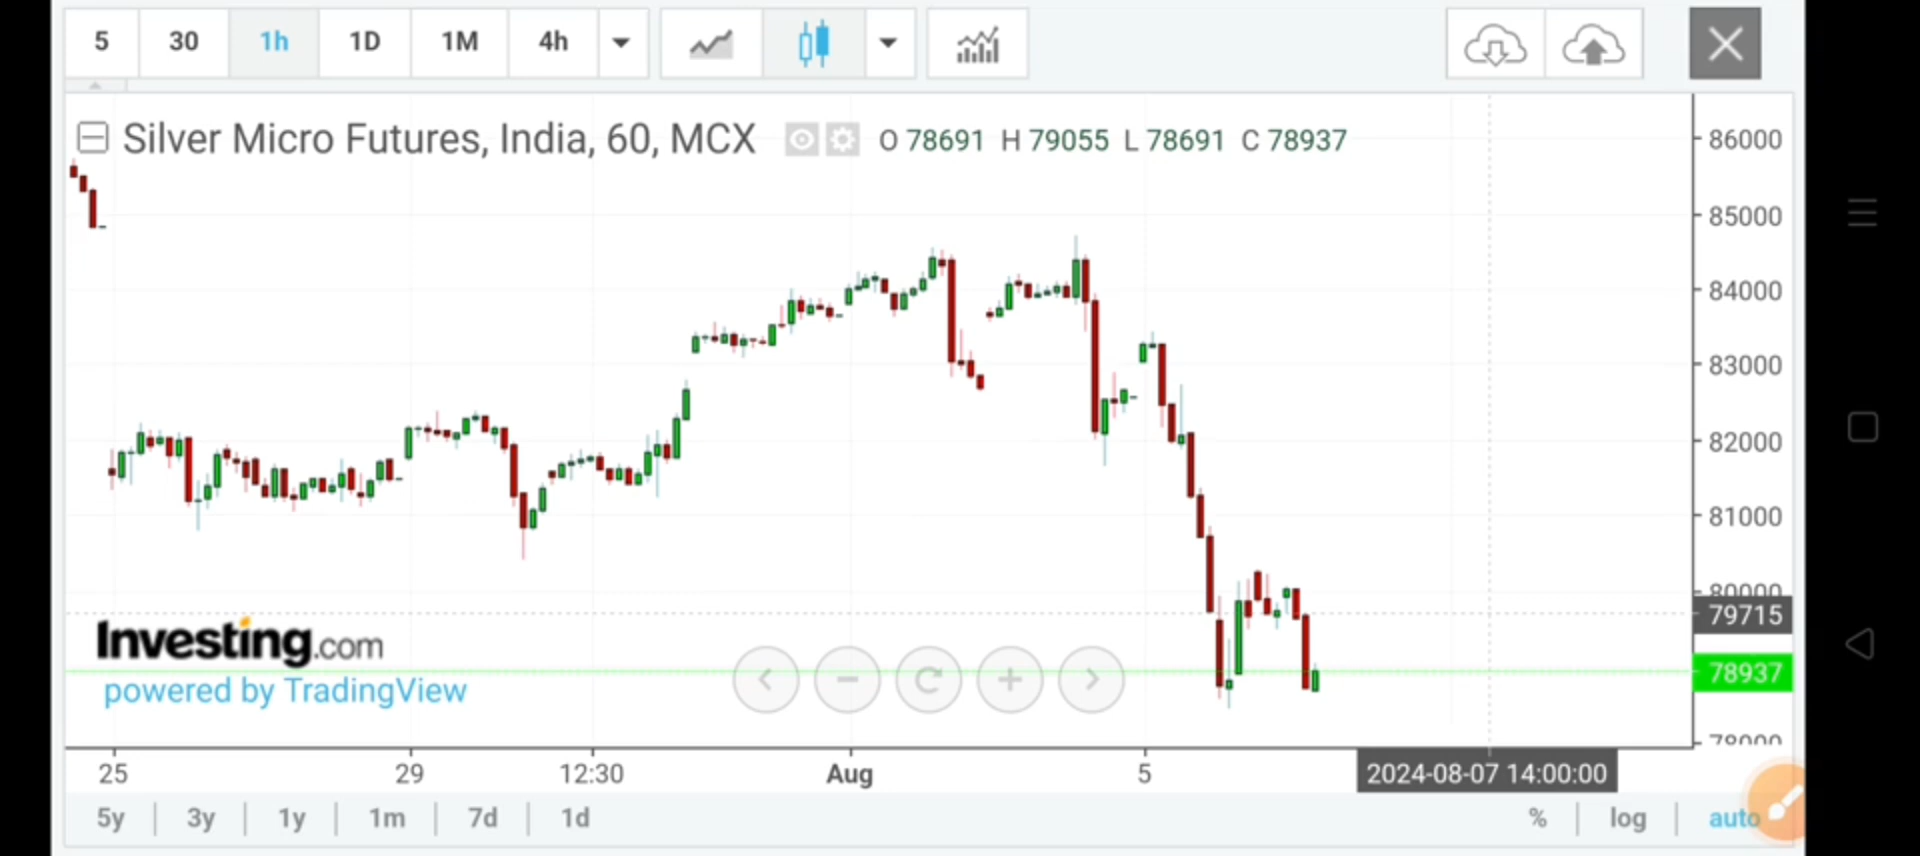 5 30 1h 1D 1M 4h
Silver Micro Futures, India, 60, MCX O 78691 H 79055 L 78691 C 78937
86000
85000
84000
83000
82000
81000
80000
79715
78937
78000
Investing.com
powered by TradingView
25 29 12:30 Aug 5 2024-08-07 14:00:00
5y 3y 1y 1m 7d 1d % log auto